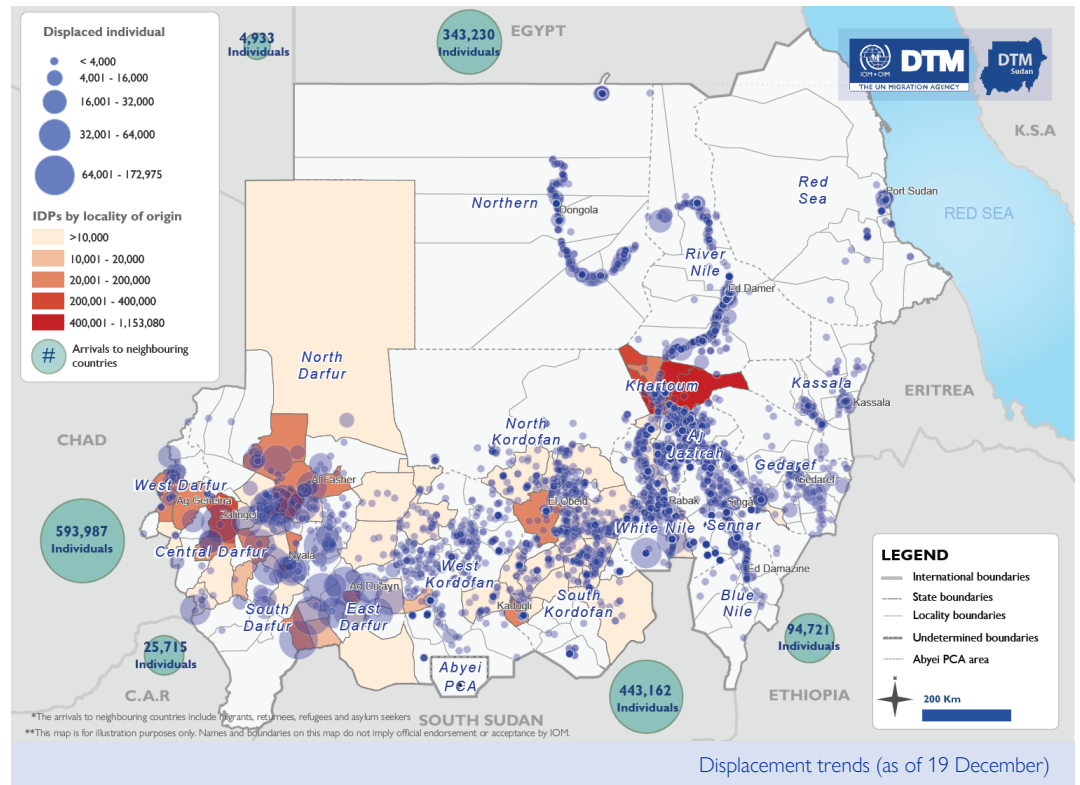 Displaced individual
< 4,000
4,001 - 16,000
16,001 - 32,000
32,001 - 64,000
64,001 - 172,975
IDPs by locality of origin
>10,000
10,001 - 20,000
20,001 - 200,000
200,001 - 400,000
400,001 - 1,153,080
#
Arrivals to neighbouring
countries
4,933
Individuals
343,230
Individuals
EGYPT
IOM • OIM
DTM
THE UN MIGRATION AGENCY
DTM
Sudan
K.S.A
RED SEA
Northern
Dongola
Red
Sea
Port Sudan
River
Nile
Ed Damer
North
Darfur
Khartoum
Kassala
Kassala
ERITREA
CHAD
North
Kordofan
Aj
Jazirah
Gedaref
Gedaref
West Darfur
Ag Geneina
Al Fasher
Zalingei
El Obeid
Rabak
Singa
White Nile
Sennar
593,987
Individuals
Central Darfur
Nyala
West
Kordofan
Ad Du'ayn
Ed Damazine
South
Darfur
East
Darfur
Kadugli
South
Kordofan
Blue
Nile
25,715
Individuals
94,721
Individuals
Abyei
PCA
443,162
Individuals
C.A.R
SOUTH SUDAN
ETHIOPIA
LEGEND
International boundaries
State boundaries
Locality boundaries
Undetermined boundaries
Abyei PCA area
200 Km
*The arrivals to neighbouring countries include migrants, returnees, refugees and asylum seekers
**This map is for illustration purposes only. Names and boundaries on this map do not imply official endorsement or acceptance by IOM.
Displacement trends (as of 19 December)